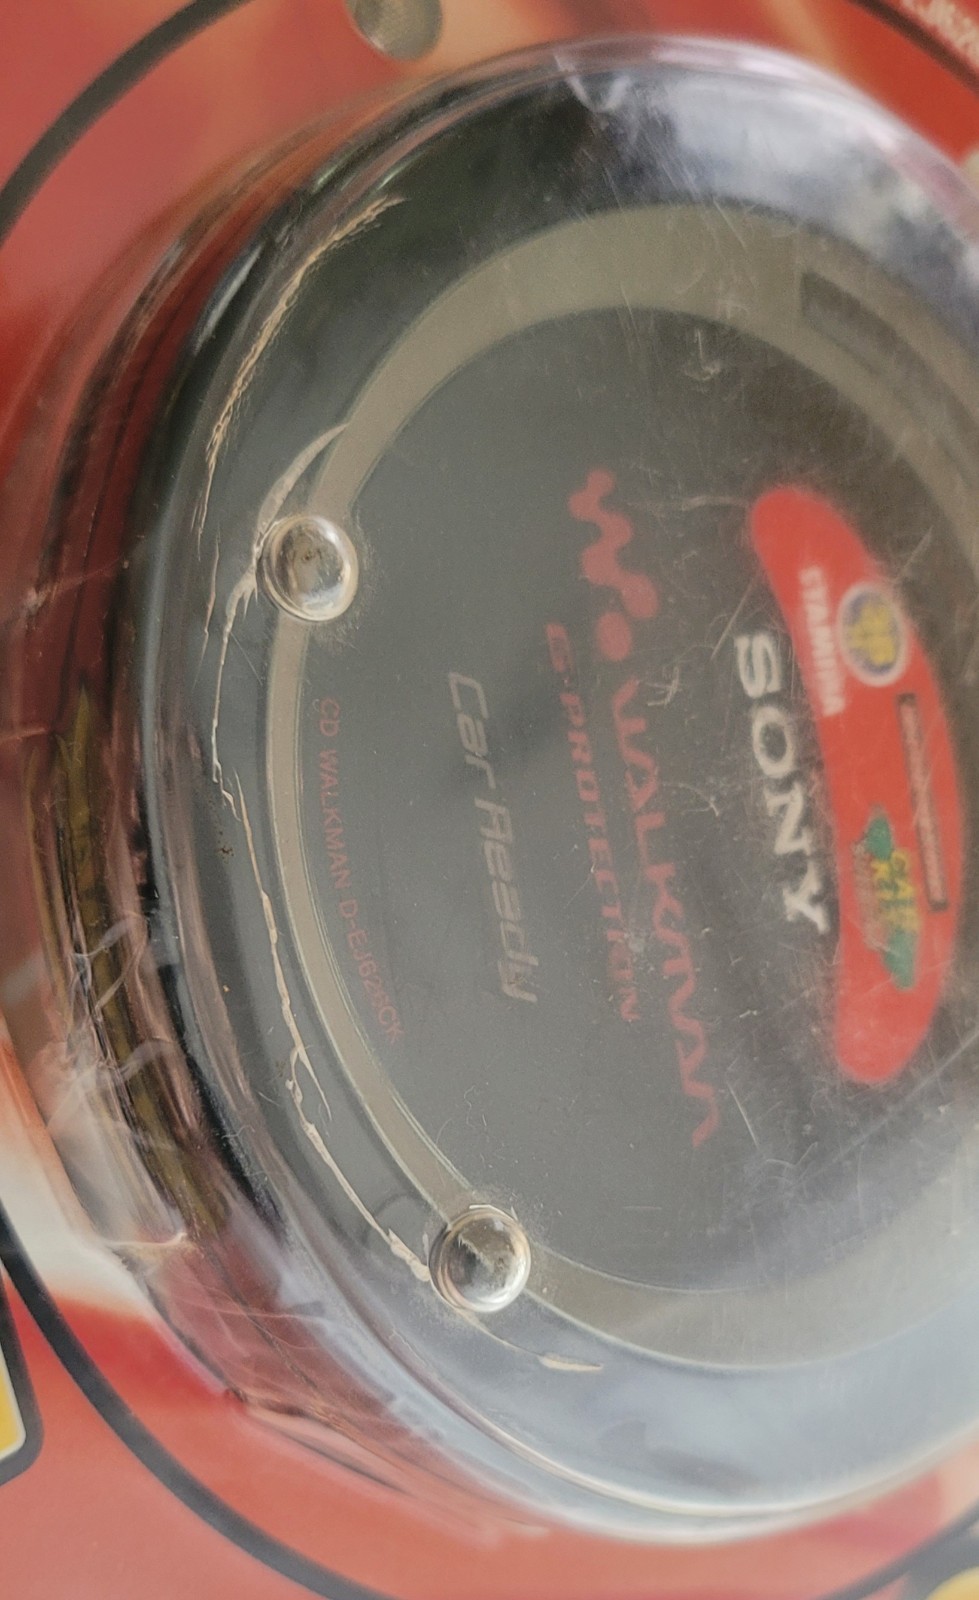 STAMINA
SONY
WALKMAN
G-PROTECTION
Car Ready
CD WALKMAN D-EJ626CK